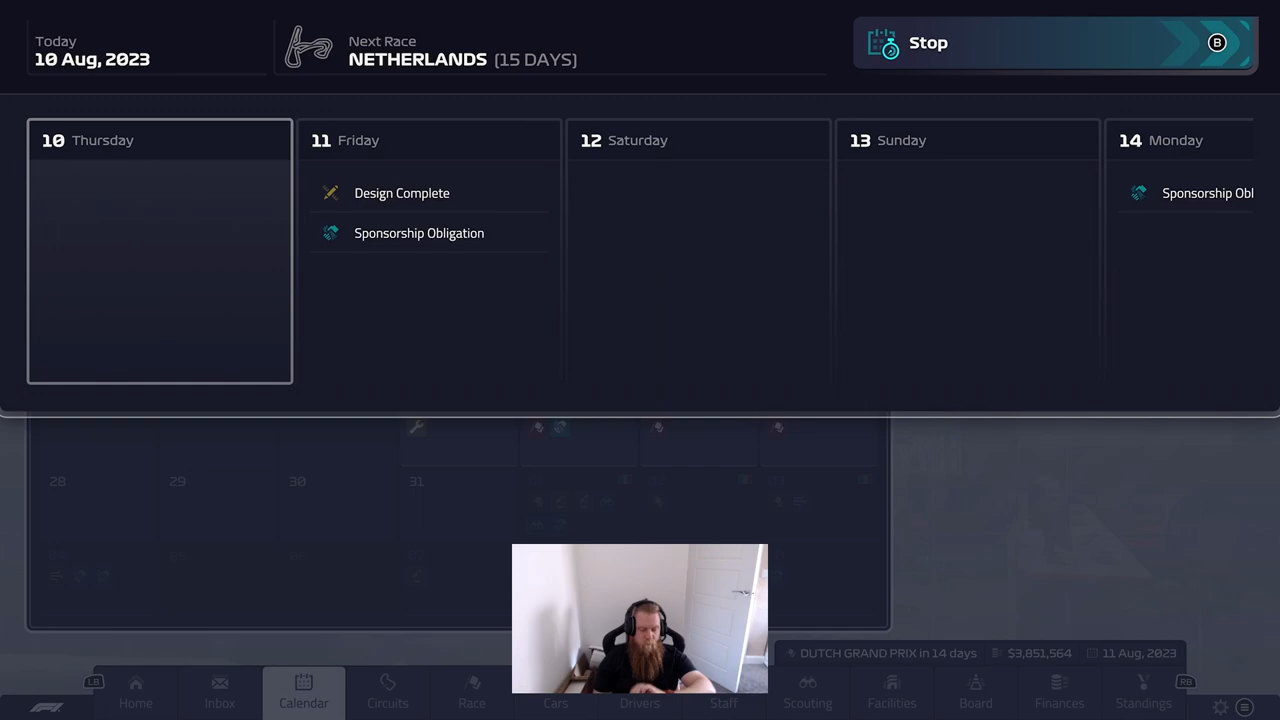 Today
10 Aug, 2023
Next Race
NETHERLANDS (15 DAYS)
Stop
B
10 Thursday
11 Friday
12 Saturday
13 Sunday
14 Monday
Design Complete
Sponsorship Obligation
Sponsorship Obl
28
29
30
31
DUTCH GRAND PRIX in 14 days
$3,851,564
11 Aug, 2023
LB
Home
Inbox
Calendar
Circuits
Race
Cars
Drivers
Staff
Scouting
Facilities
Board
Finances
Standings
RB